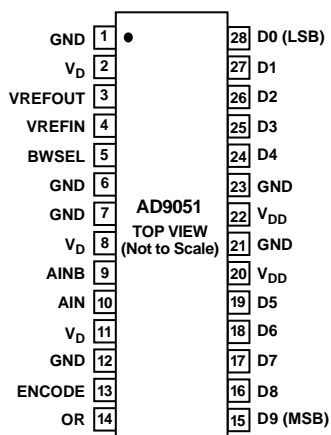 GND 1 28 D0 (LSB)
VD 2 27 D1
VREFOUT 3 26 D2
VREFIN 4 25 D3
BWSEL 5 24 D4
GND 6 23 GND
GND 7 22 VDD
AD9051
TOP VIEW
(Not to Scale)
VD 8 21 GND
AINB 9 20 VDD
AIN 10 19 D5
VD 11 18 D6
GND 12 17 D7
ENCODE 13 16 D8
OR 14 15 D9 (MSB)